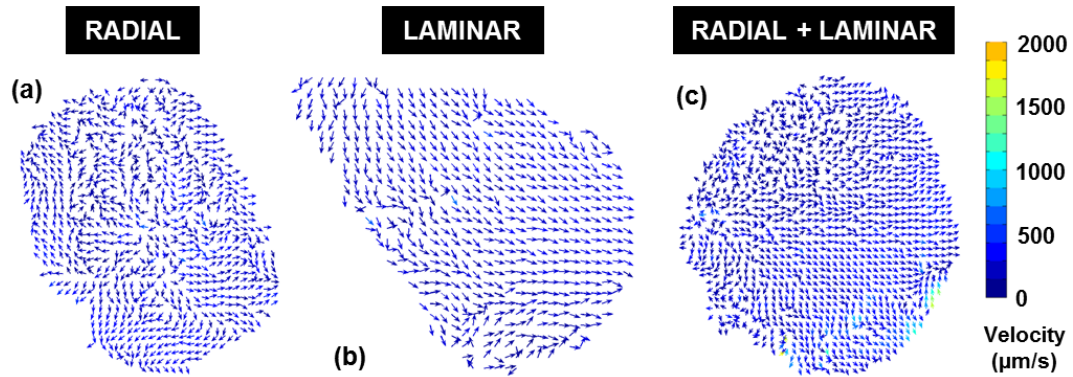 RADIAL
LAMINAR
RADIAL + LAMINAR
(a)
(b)
(c)
2000
1500
1000
500
0
Velocity
(µm/s)